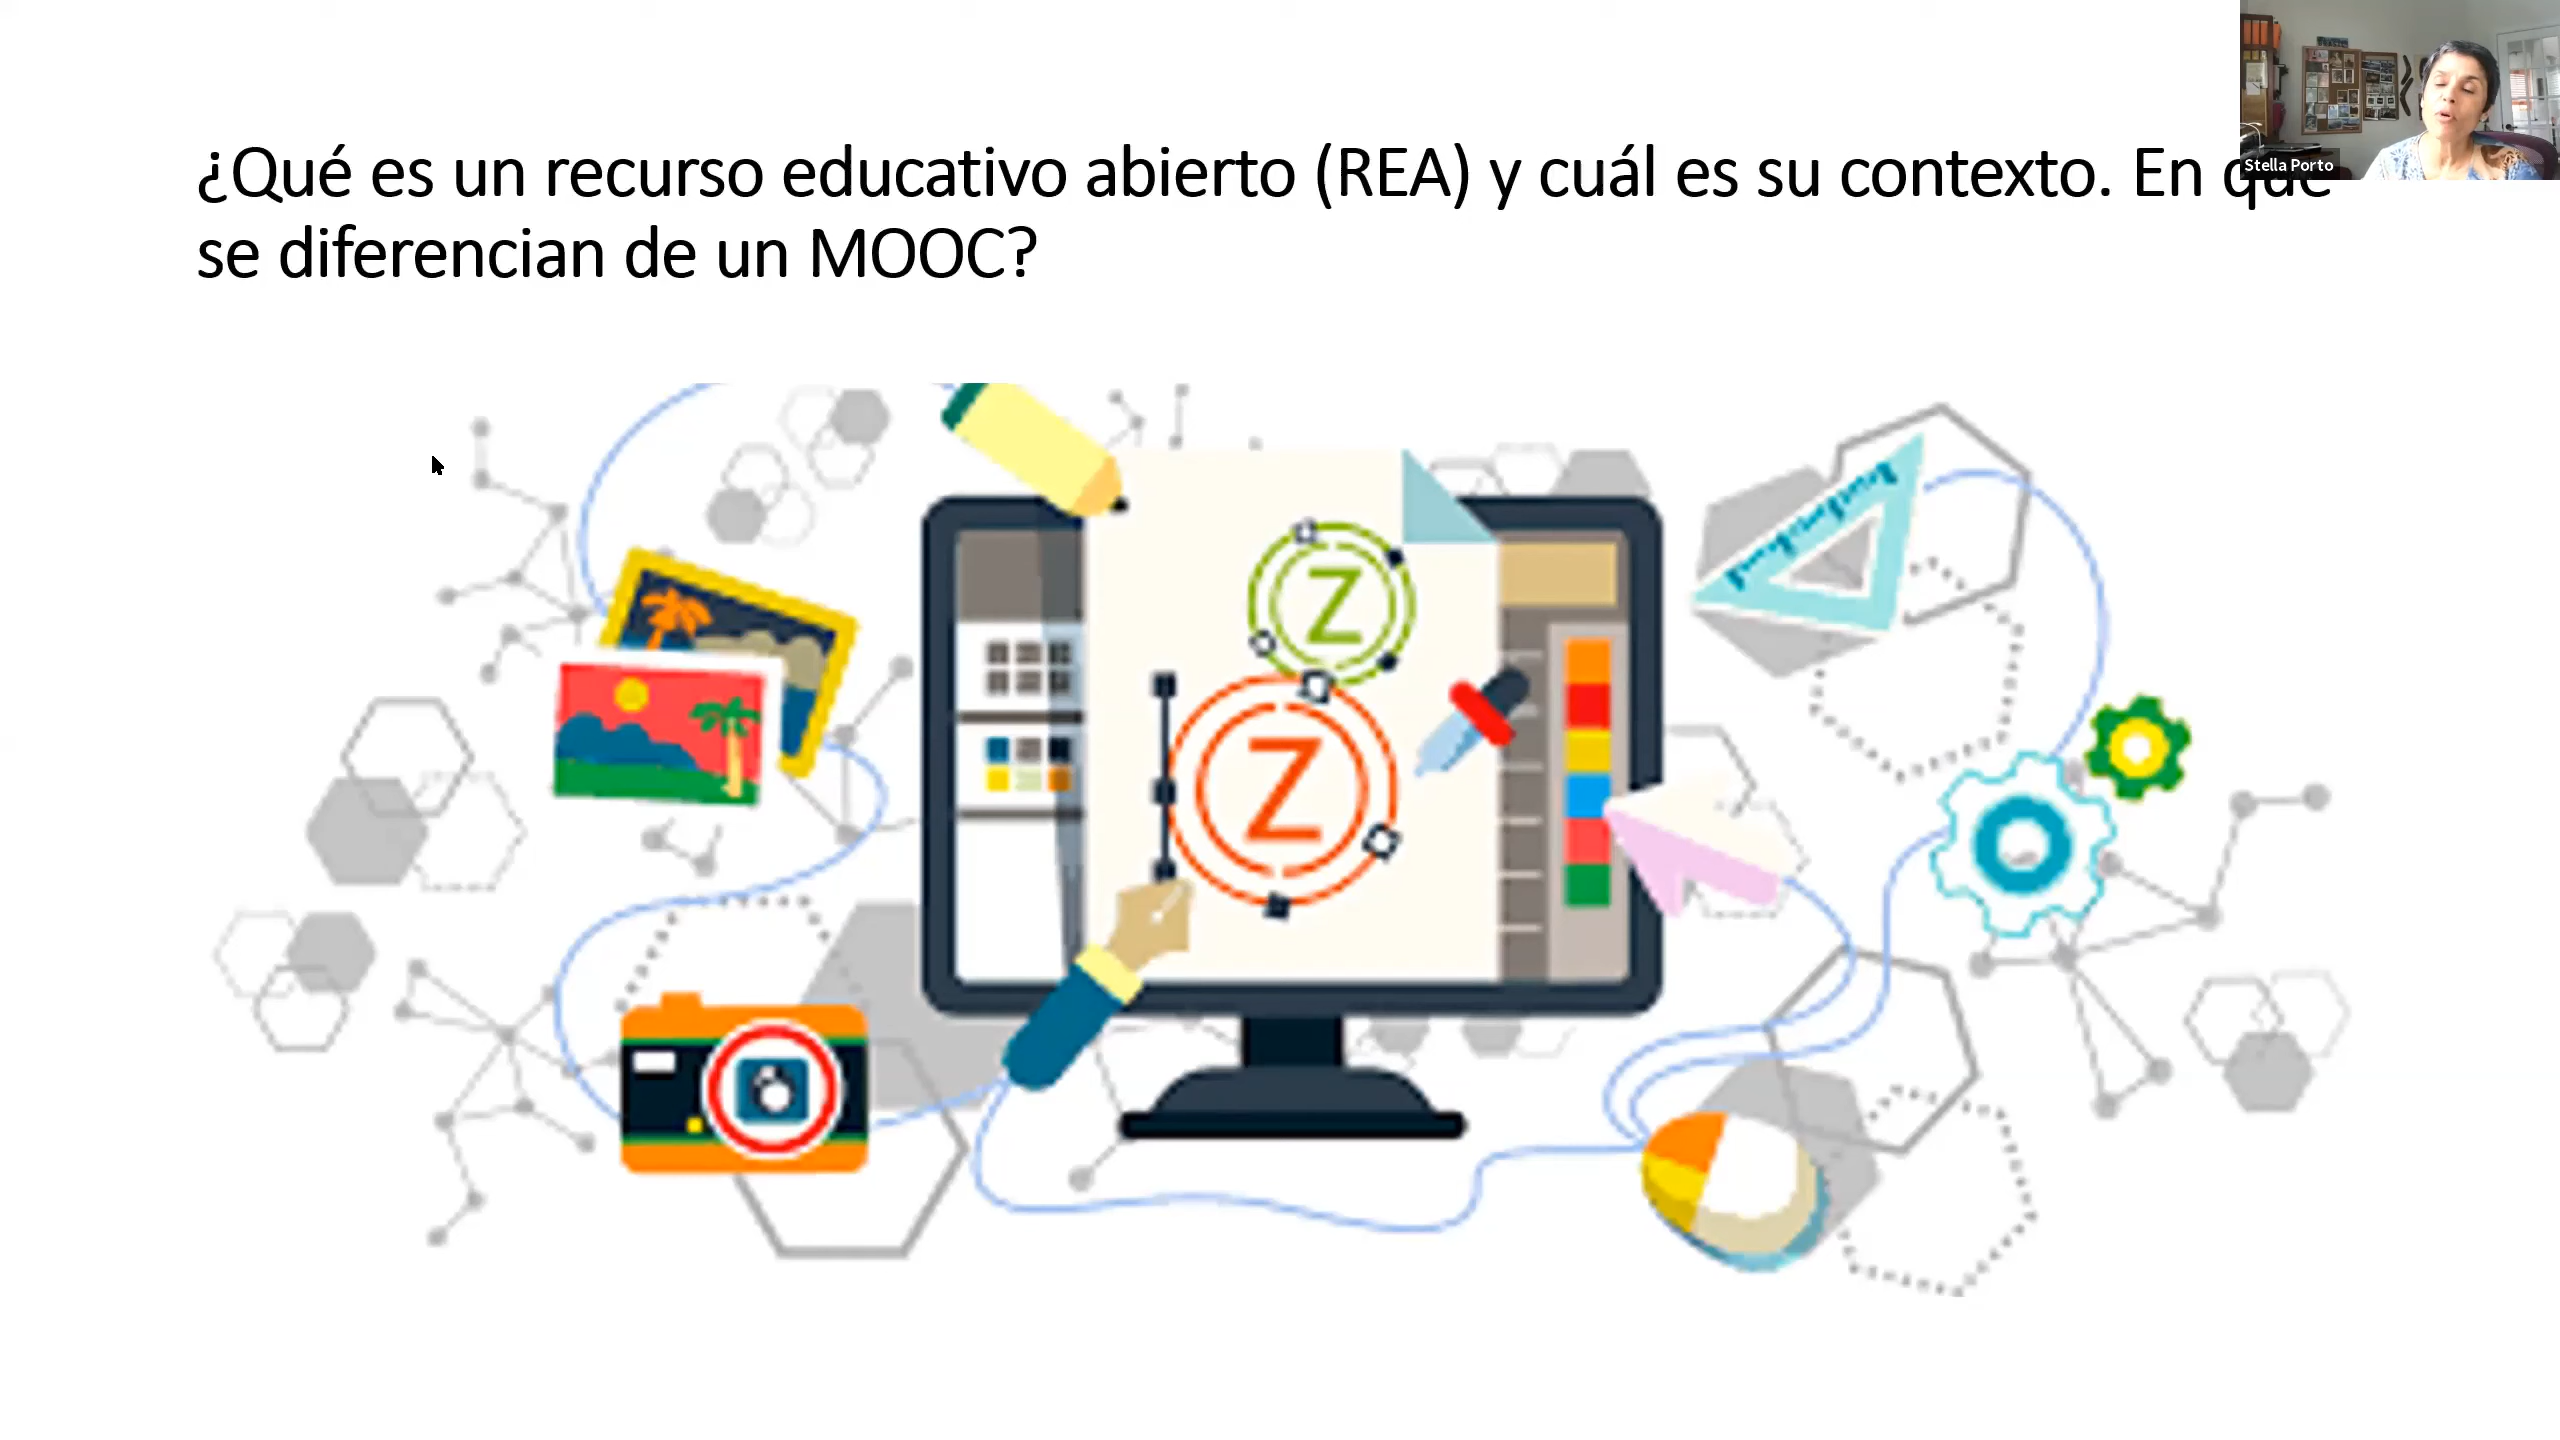 ¿Qué es un recurso educativo abierto (REA) y cuál es su contexto. En que
se diferencian de un MOOC?
Stella Porto
Z
Z